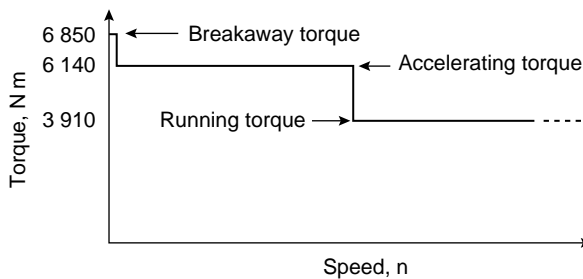 6 850
Breakaway torque
6 140
Accelerating torque
3 910
Running torque
Torque, N m
Speed, n